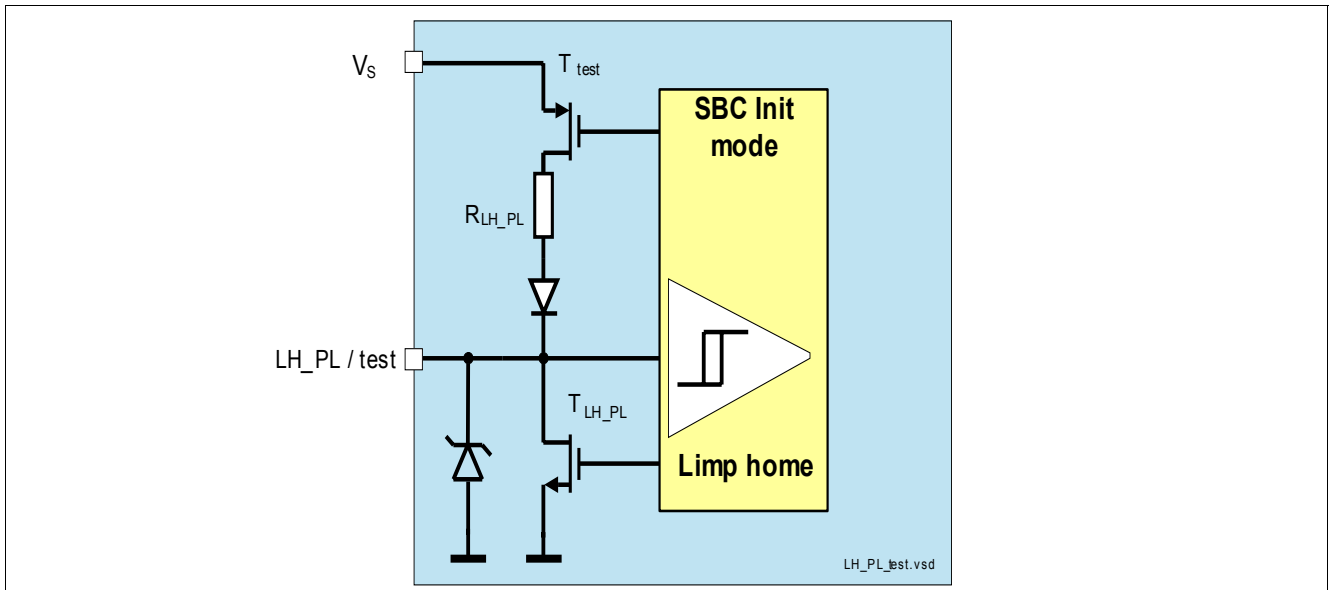 V_S
T_test
SBC Init
mode
R_LH_PL
LH_PL / test
T_LH_PL
Limp home
LH_PL_test.vsd